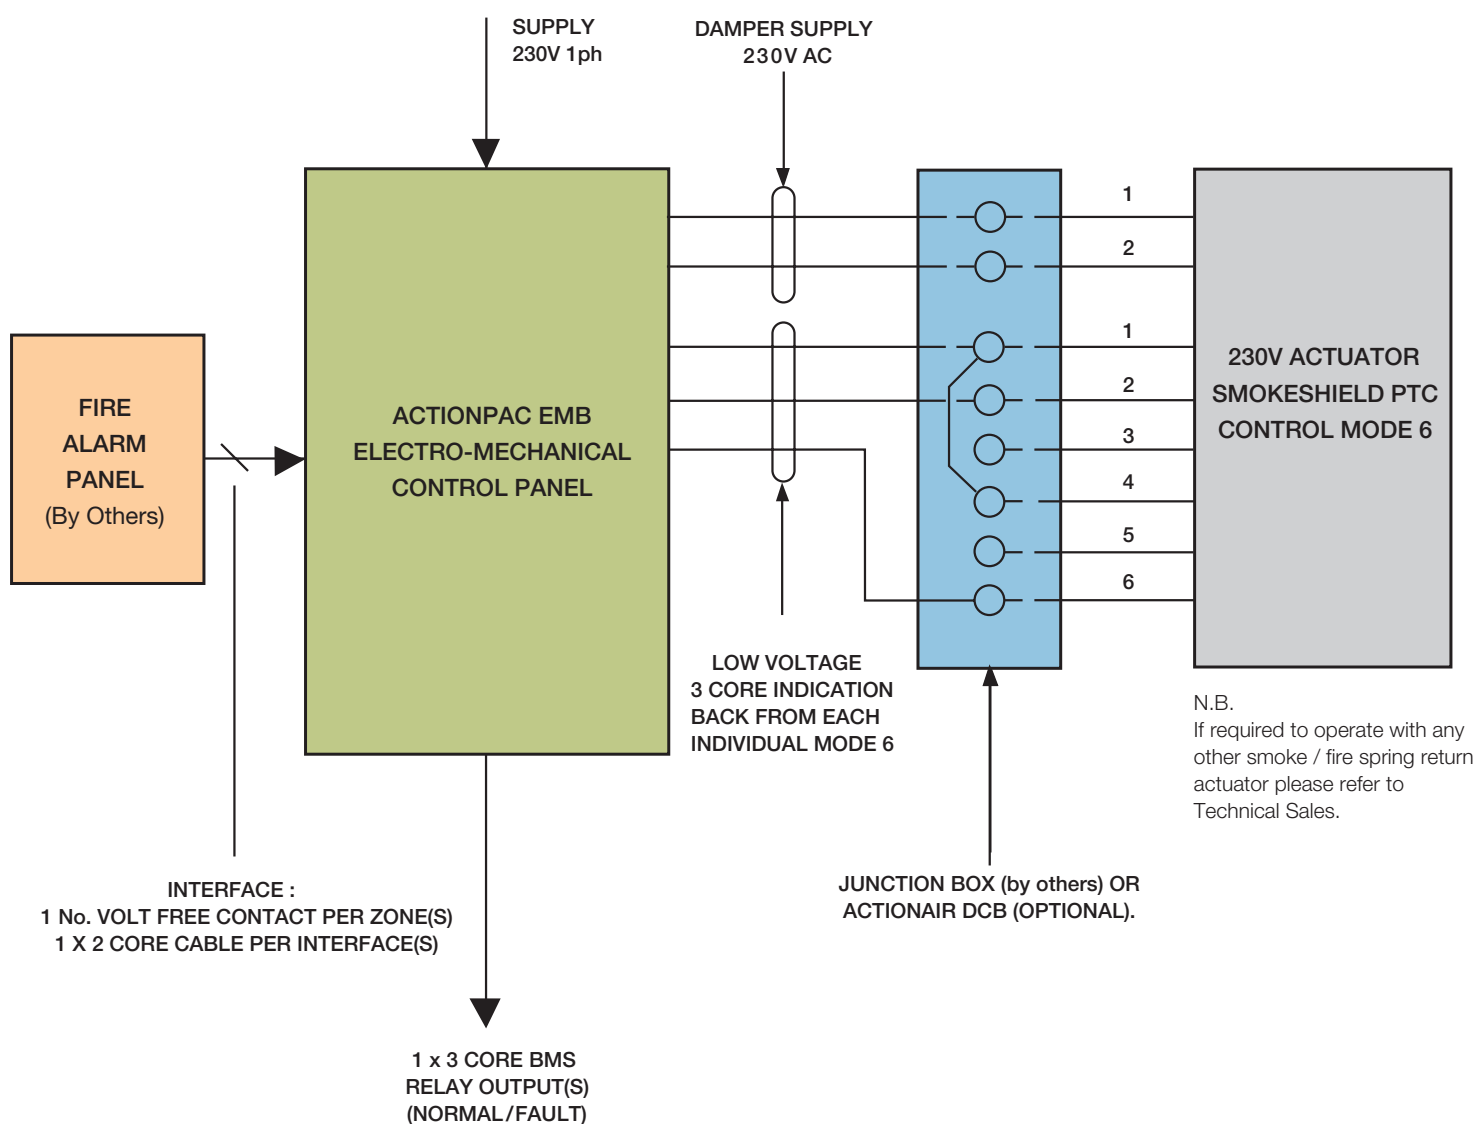 SUPPLY
230V 1ph
DAMPER SUPPLY
230V AC
FIRE
ALARM
PANEL
(By Others)
ACTIONPAC EMB
ELECTRO-MECHANICAL
CONTROL PANEL
1
2
1
2
3
4
5
6
230V ACTUATOR
SMOKESHIELD PTC
CONTROL MODE 6
LOW VOLTAGE
3 CORE INDICATION
BACK FROM EACH
INDIVIDUAL MODE 6
N.B.
If required to operate with any
other smoke / fire spring return
actuator please refer to
Technical Sales.
INTERFACE :
1 No. VOLT FREE CONTACT PER ZONE(S)
1 X 2 CORE CABLE PER INTERFACE(S)
JUNCTION BOX (by others) OR
ACTIONAIR DCB (OPTIONAL).
1 x 3 CORE BMS
RELAY OUTPUT(S)
(NORMAL/FAULT)